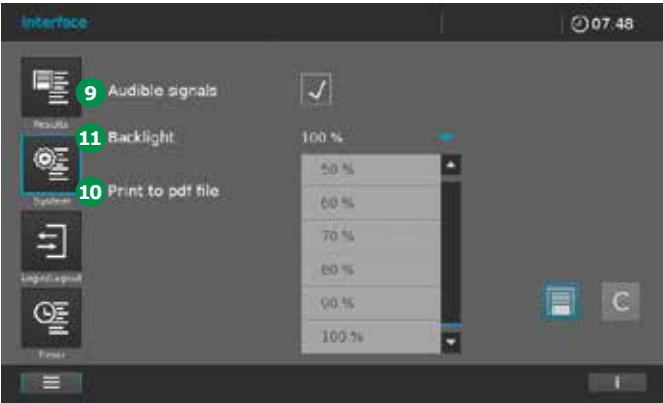 interface
07.48
9 Audible signals
Results
11 Backlight
100 %
50 %
System
10 Print to pdf file
60 %
70 %
80 %
Login/Logout
90 %
C
100 %
Timer
i